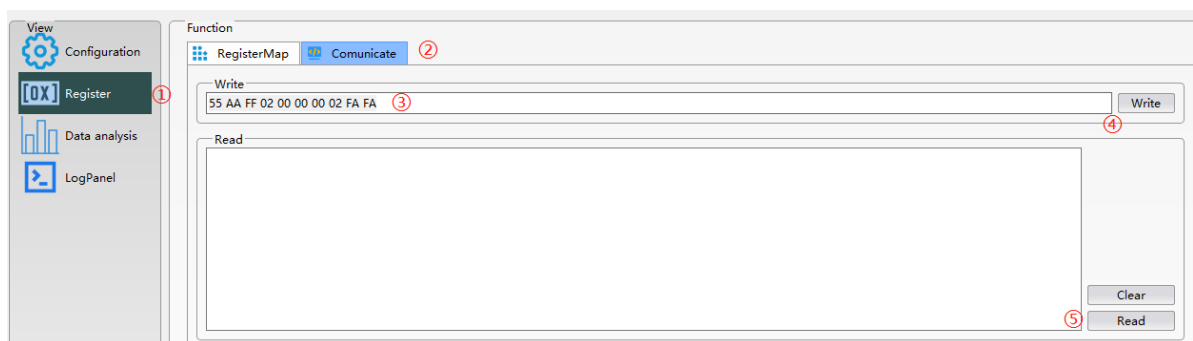 View
Configuration
[0X] Register ①
Data analysis
LogPanel
Function
RegisterMap Comunicate ②
Write
55 AA FF 02 00 00 00 02 FA FA ③
Write
④
Read
Clear
⑤ Read